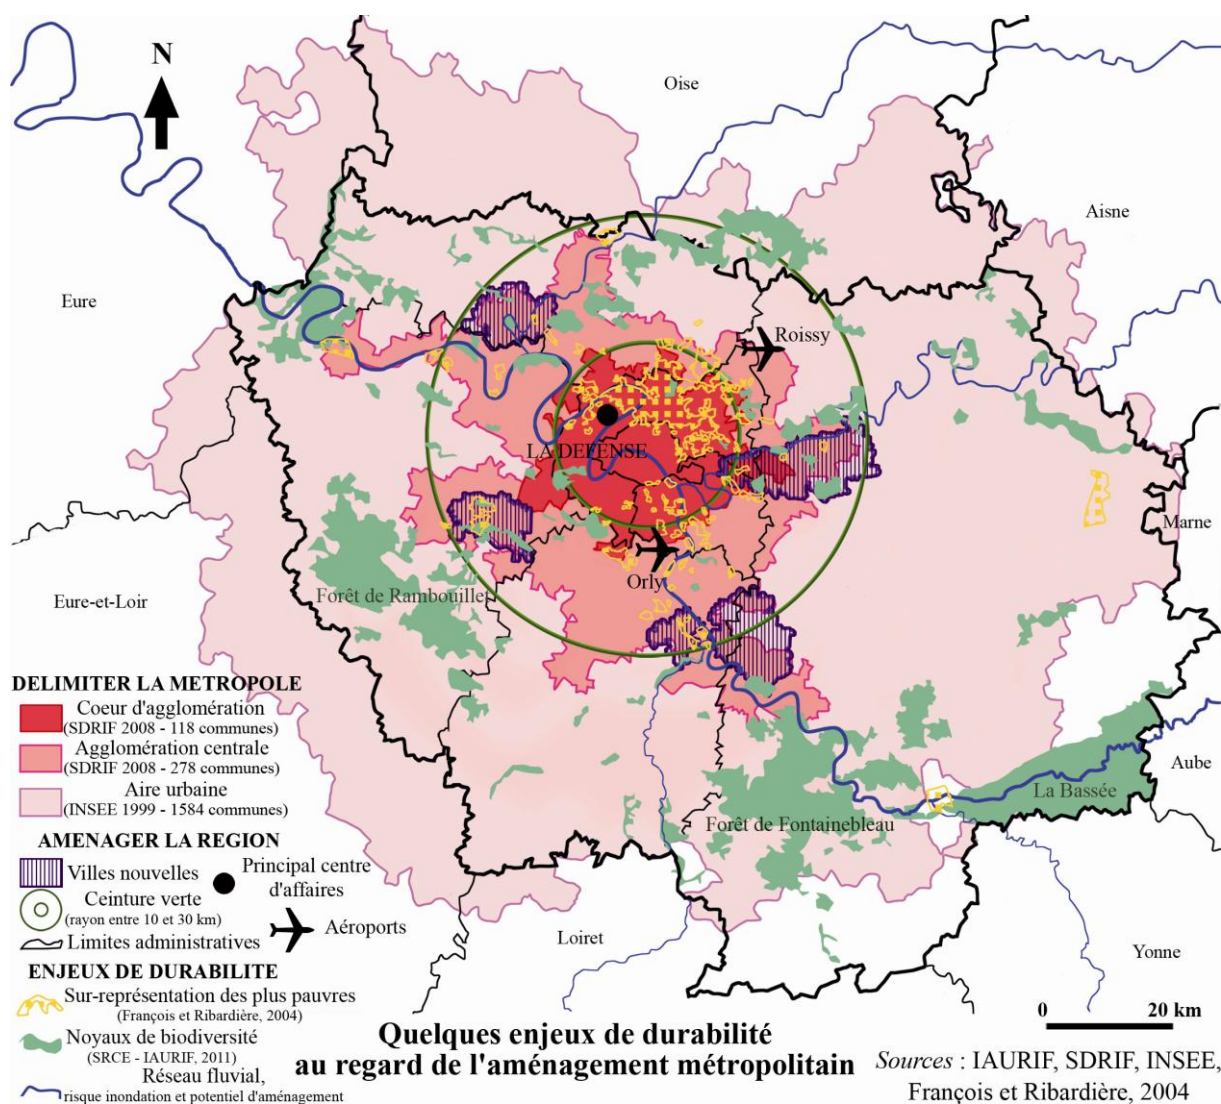 N
Oise
Aisne
Eure
Roissy
LA DEFENSE
Marne
Orly
Eure-et-Loir
Forêt de Rambouillet
DELIMITER LA METROPOLE
Coeur d'agglomération
(SDRIF 2008 - 118 communes)
Agglomération centrale
(SDRIF 2008 - 278 communes)
Aire urbaine
(INSEE 1999 - 1584 communes)
Aube
La Bassée
Forêt de Fontainebleau
AMENAGER LA REGION
Villes nouvelles
Principal centre
d'affaires
Ceinture verte
(rayon entre 10 et 30 km)
Aéroports
Limites administratives
Loiret
Yonne
ENJEUX DE DURABILITE
Sur-représentation des plus pauvres
(François et Ribardière, 2004)
Noyaux de biodiversité
(SRCE - IAURIF, 2011)
Réseau fluvial,
risque inondation et potentiel d'aménagement
0 20 km
Quelques enjeux de durabilité
au regard de l'aménagement métropolitain
Sources : IAURIF, SDRIF, INSEE,
François et Ribardière, 2004